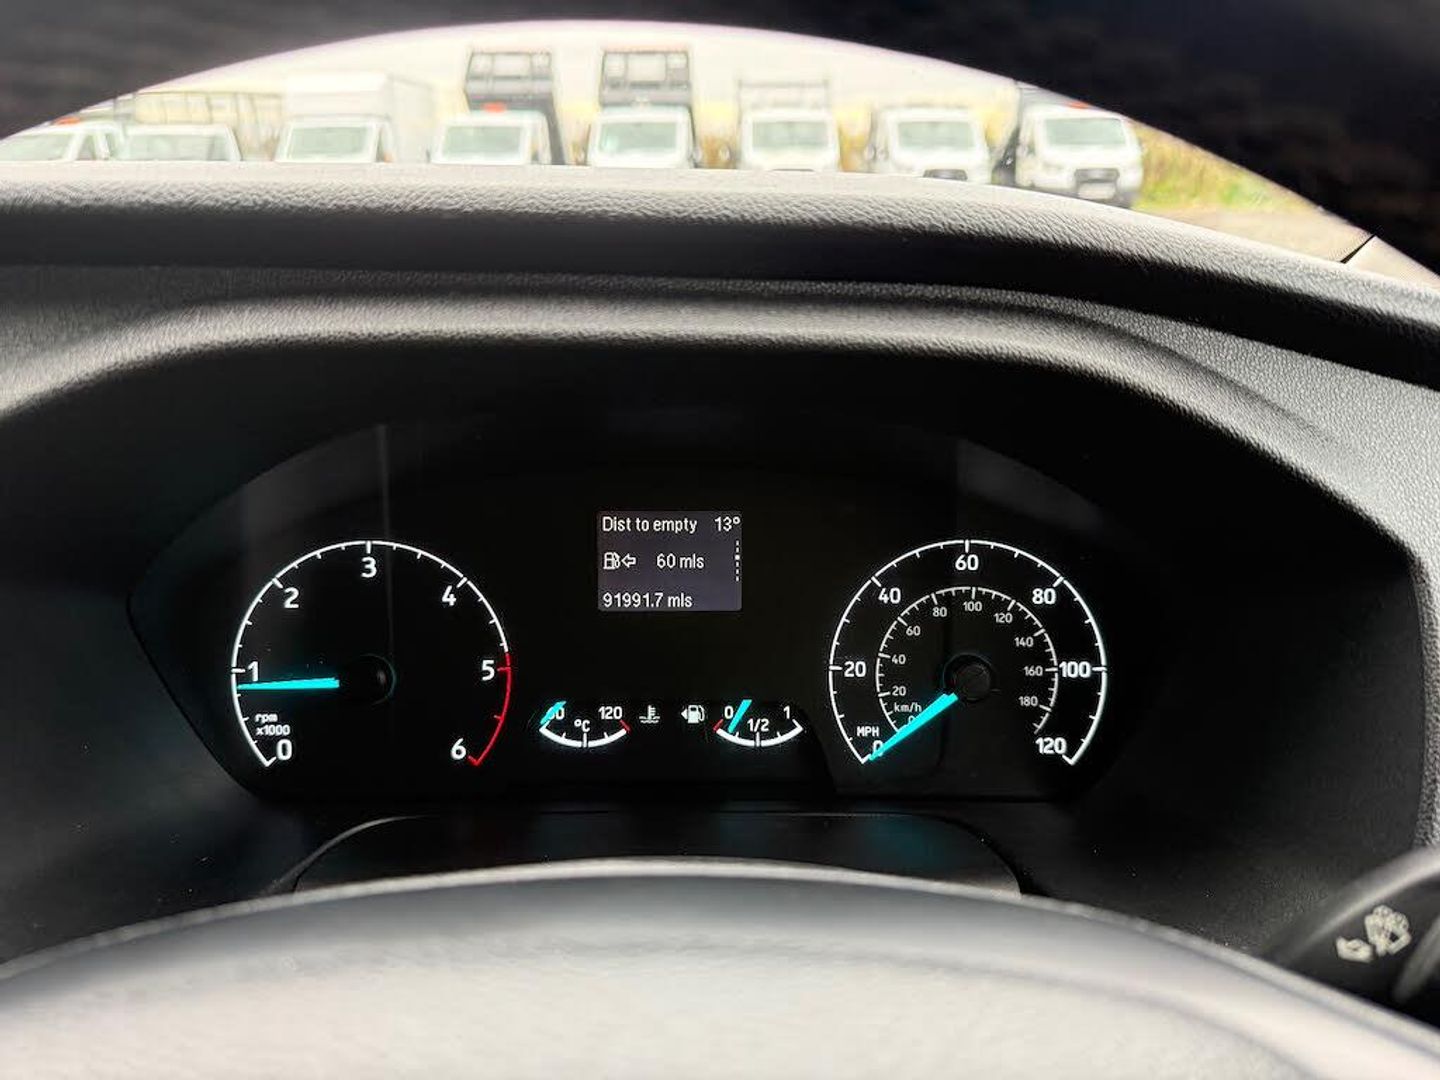 Dist to empty 13°
60 mls
91991.7 mls
0 1 2 3 4 5 6
rpm
x1000
120
°C
0 1/2 1
0 20 40 60 80 100 120
MPH
20 40 60 80 100 120 140 160 180
km/h